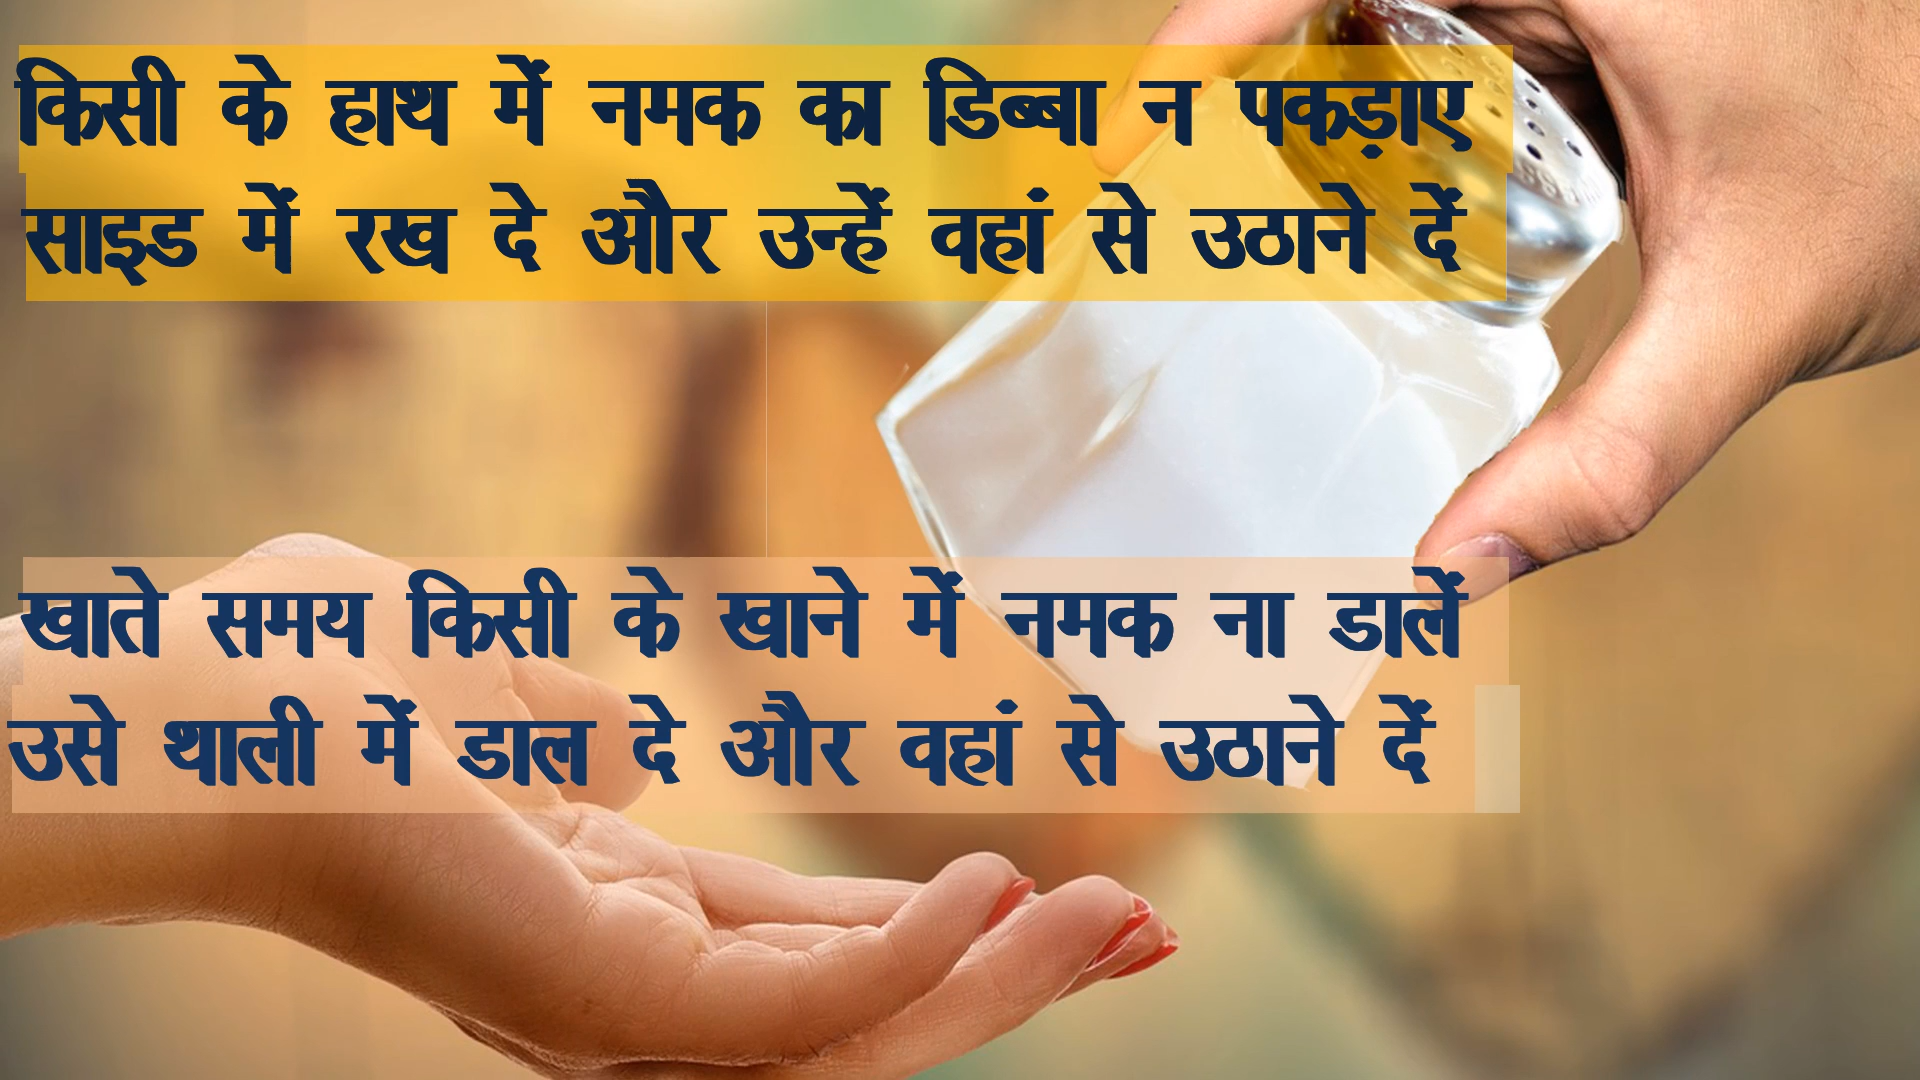 किसी के हाथ में नमक का डिब्बा न पकड़ाए
साइड में रख दे और उन्हें वहां से उठाने दें
खाते समय किसी के खाने में नमक ना डालें
उसे थाली में डाल दे और वहां से उठाने दें